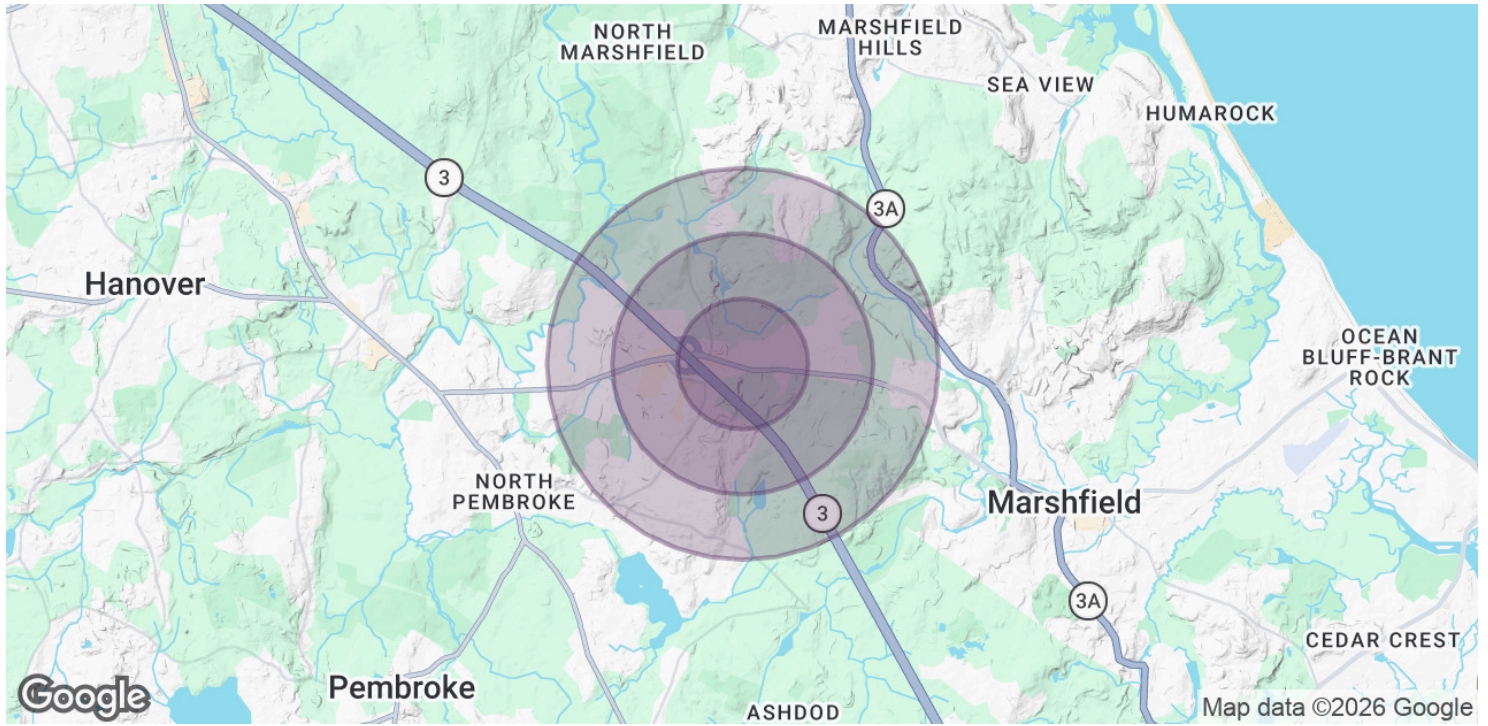 NORTH
MARSHFIELD
MARSHFIELD
HILLS
SEA VIEW
HUMAROCK
3
3A
Hanover
OCEAN
BLUFF-BRANT
ROCK
NORTH
PEMBROKE
Marshfield
3
3A
CEDAR CREST
Pembroke
ASHDOD
Google
Map data ©2026 Google